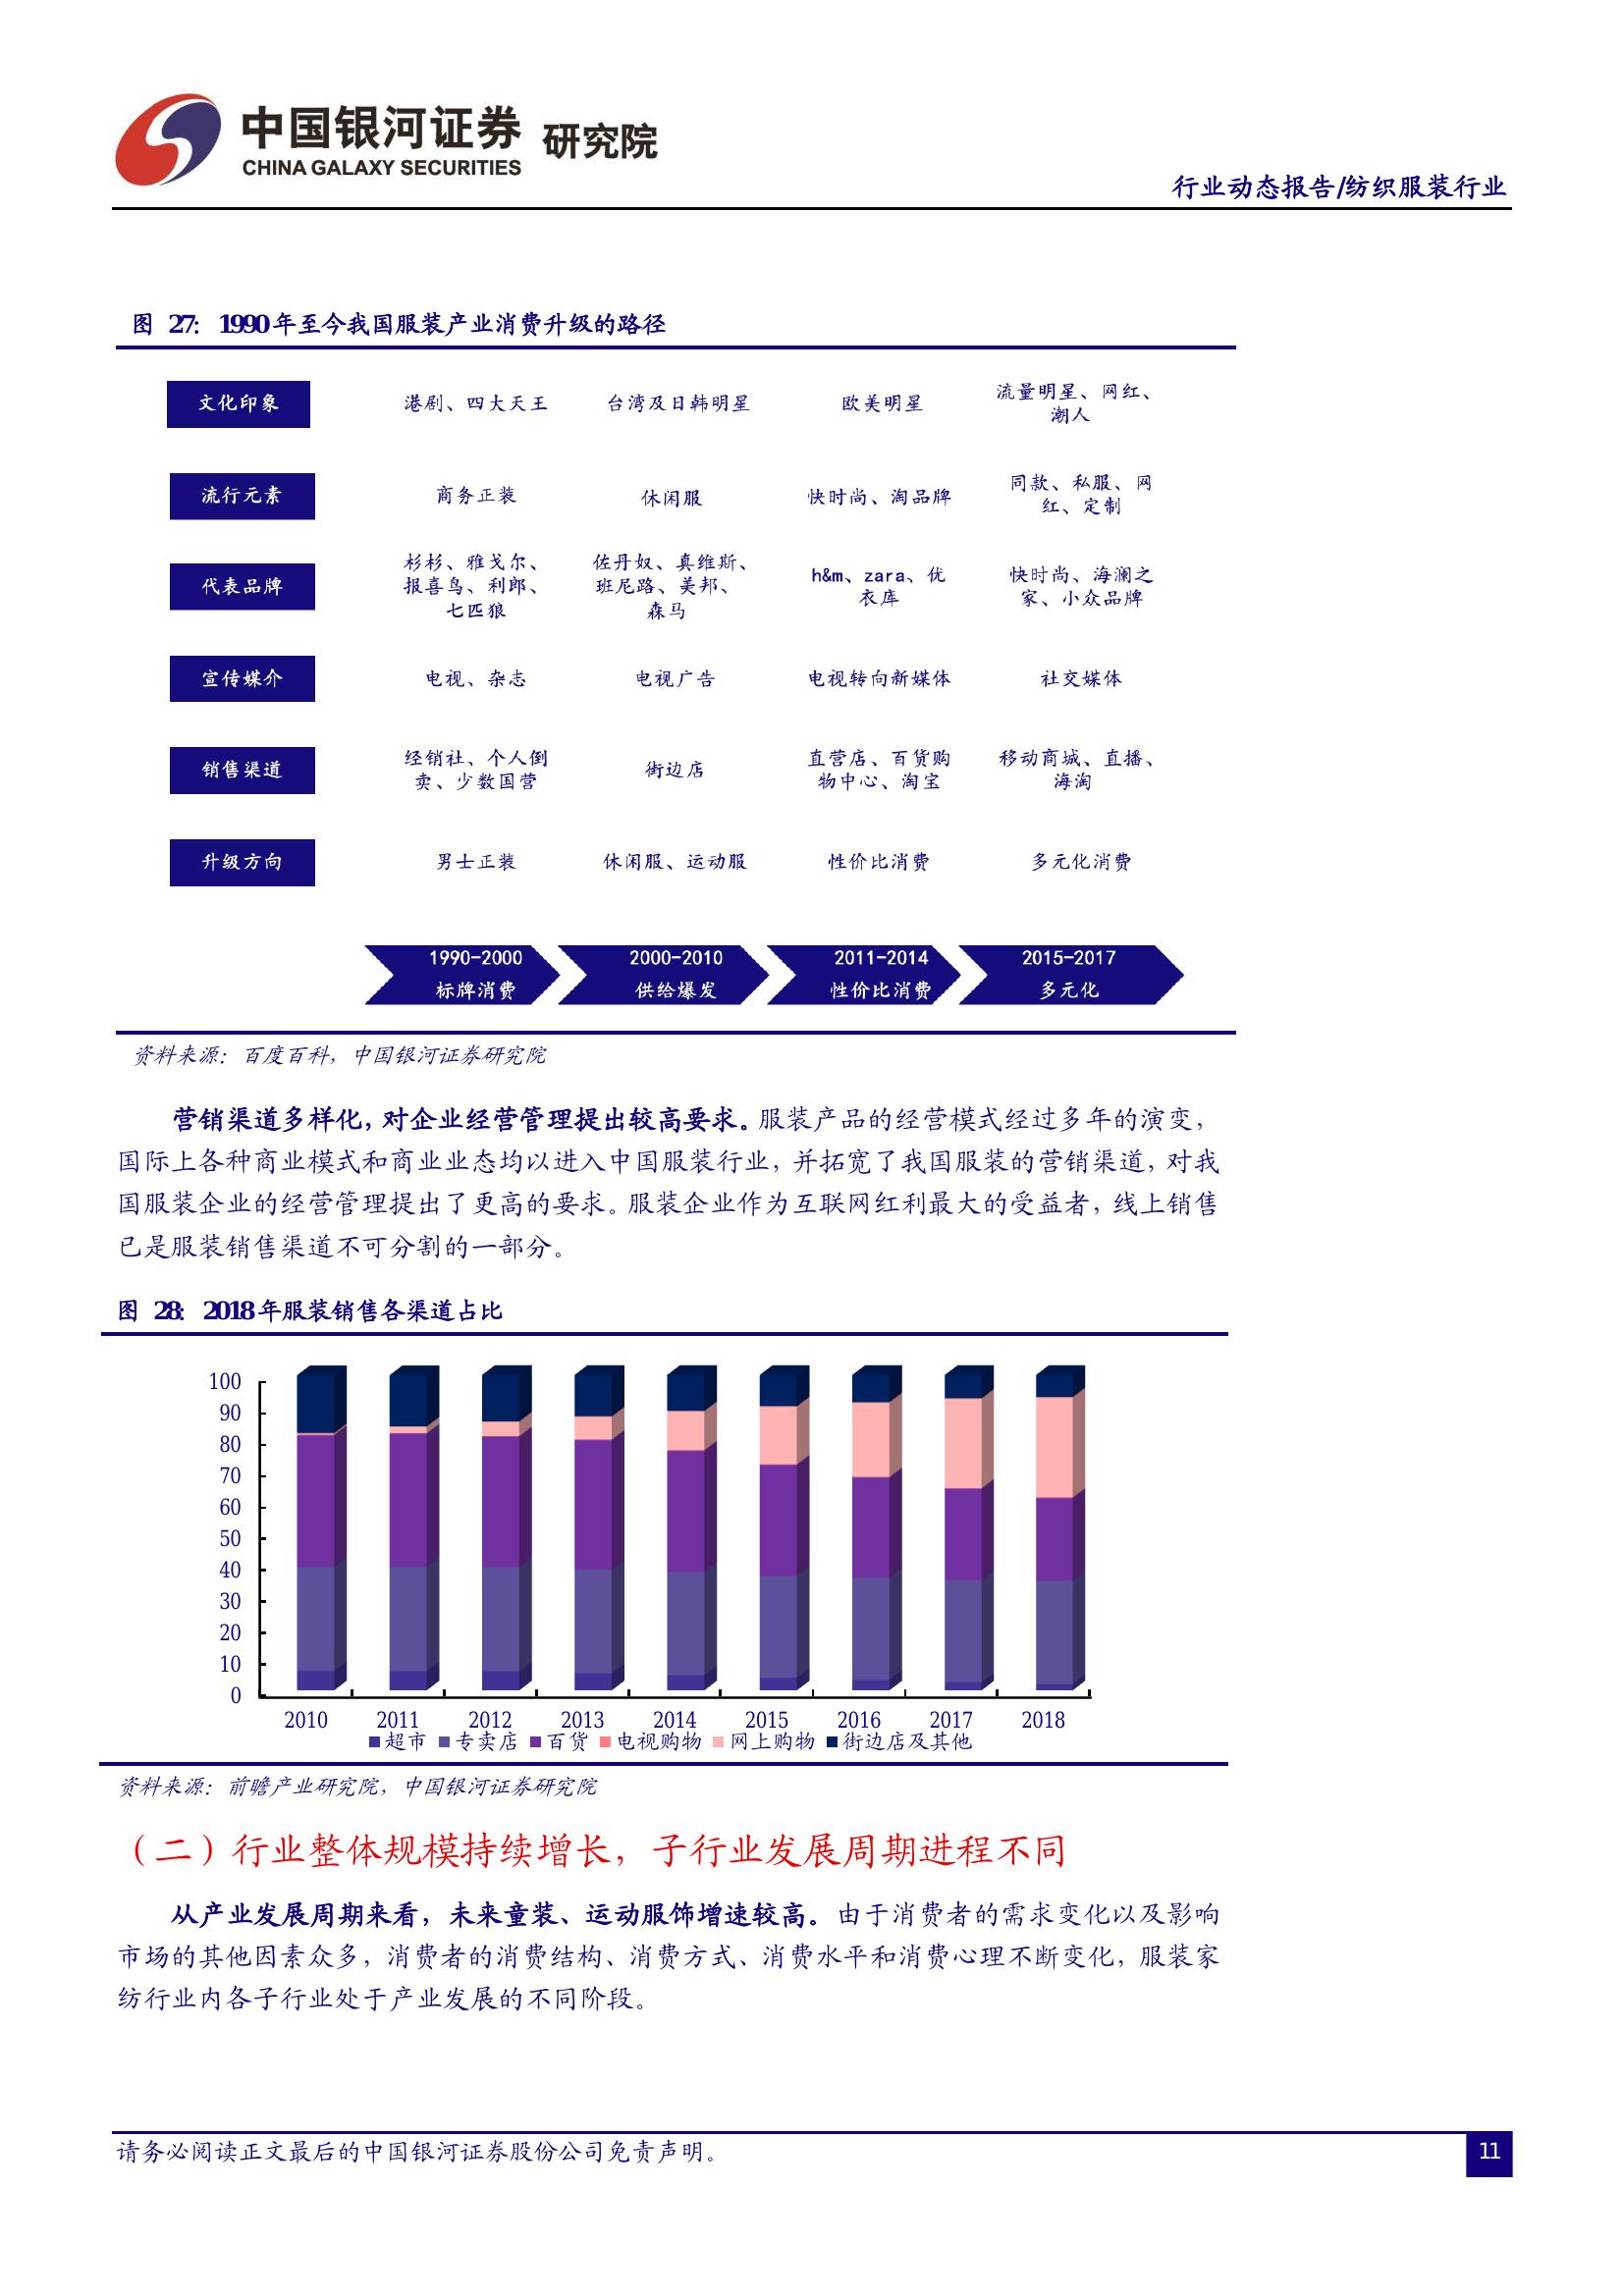 中国银河证券 研究院
CHINA GALAXY SECURITIES
行业动态报告/纺织服装行业
图 27: 1990年至今我国服装产业消费升级的路径
文化印象
港剧、四大天王
台湾及日韩明星
欧美明星
流量明星、网红、
潮人
流行元素
商务正装
休闲服
快时尚、淘品牌
同款、私服、网
红、定制
代表品牌
杉杉、雅戈尔、
报喜鸟、利郎、
七匹狼
佐丹奴、真维斯、
班尼路、美邦、
森马
h&m、zara、优
衣库
快时尚、海澜之
家、小众品牌
宣传媒介
电视、杂志
电视广告
电视转向新媒体
社交媒体
销售渠道
经销社、个人倒
卖、少数国营
街边店
直营店、百货购
物中心、淘宝
移动商城、直播、
海淘
升级方向
男士正装
休闲服、运动服
性价比消费
多元化消费
1990-2000
标牌消费
2000-2010
供给爆发
2011-2014
性价比消费
2015-2017
多元化
资料来源：百度百科，中国银河证券研究院
营销渠道多样化，对企业经营管理提出较高要求。服装产品的经营模式经过多年的演变，
国际上各种商业模式和商业业态均以进入中国服装行业，并拓宽了我国服装的营销渠道，对我
国服装企业的经营管理提出了更高的要求。服装企业作为互联网红利最大的受益者，线上销售
已是服装销售渠道不可分割的一部分。
图 28: 2018年服装销售各渠道占比
100
90
80
70
60
50
40
30
20
10
0
2010 2011 2012 2013 2014 2015 2016 2017 2018
超市 专卖店 百货 电视购物 网上购物 街边店及其他
资料来源：前瞻产业研究院，中国银河证券研究院
（二）行业整体规模持续增长，子行业发展周期进程不同
从产业发展周期来看，未来童装、运动服饰增速较高。由于消费者的需求变化以及影响
市场的其他因素众多，消费者的消费结构、消费方式、消费水平和消费心理不断变化，服装家
纺行业内各子行业处于产业发展的不同阶段。
请务必阅读正文最后的中国银河证券股份公司免责声明。
11